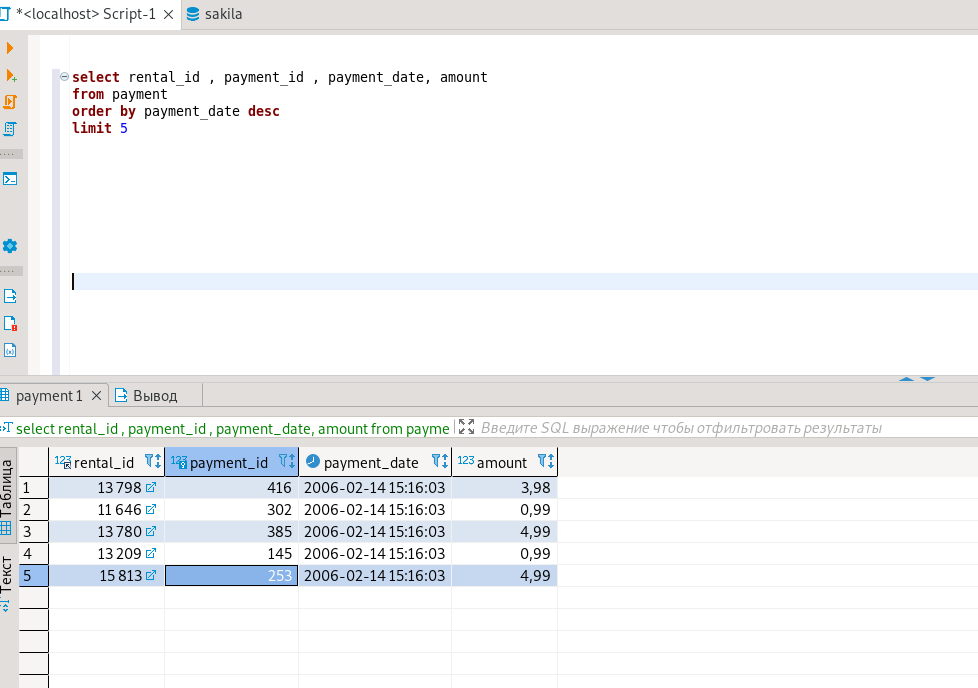 *<localhost> Script-1 sakila
select rental_id , payment_id , payment_date, amount
from payment
order by payment_date desc
limit 5
payment 1 Вывод
select rental_id , payment_id , payment_date, amount from payme Введите SQL выражение чтобы отфильтровать результаты
Таблица
Текст
123 rental_id 123 payment_id payment_date 123 amount
1 13 798 416 2006-02-14 15:16:03 3,98
2 11 646 302 2006-02-14 15:16:03 0,99
3 13 780 385 2006-02-14 15:16:03 4,99
4 13 209 145 2006-02-14 15:16:03 0,99
5 15 813 253 2006-02-14 15:16:03 4,99